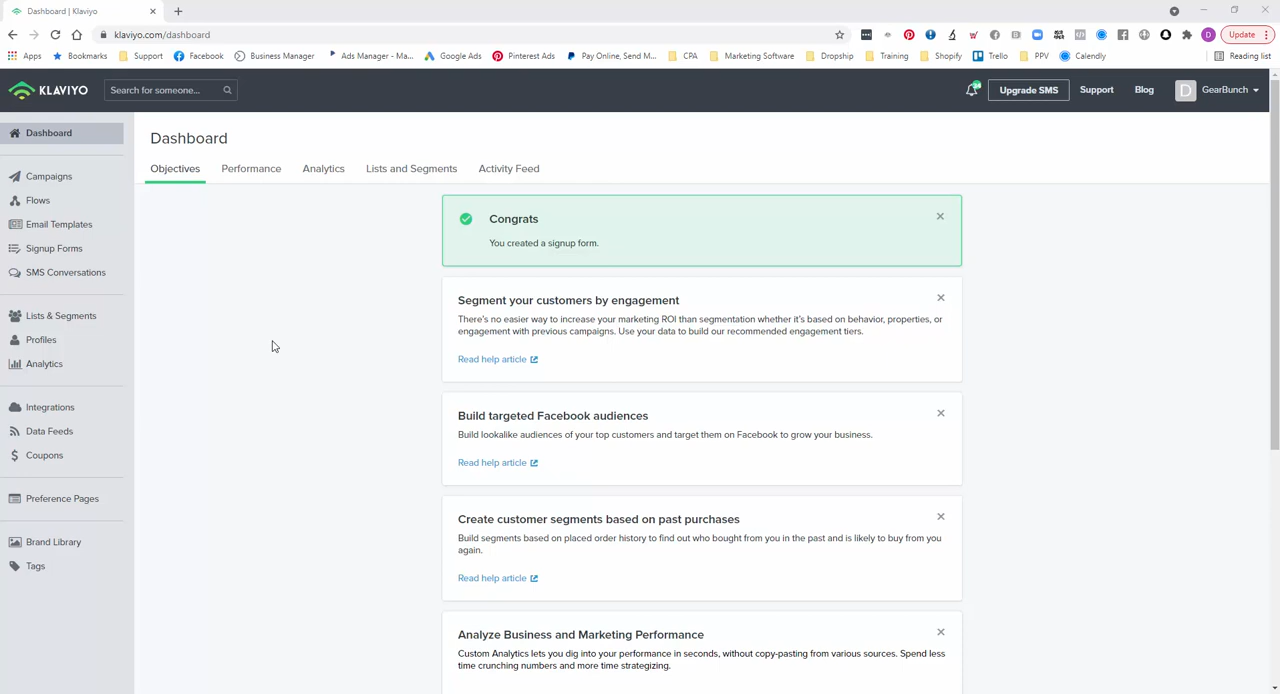 Dashboard | Klaviyo
klaviyo.com/dashboard
Update
Apps
Bookmarks
Support
Facebook
Business Manager
Ads Manager - Ma...
Google Ads
Pinterest Ads
Pay Online, Send M...
CPA
Marketing Software
Dropship
Training
Shopify
Trello
PPV
Calendly
Reading list
KLAVIYO
Search for someone...
Upgrade SMS
Support
Blog
D
GearBunch
Dashboard
Campaigns
Flows
Email Templates
Signup Forms
SMS Conversations
Lists & Segments
Profiles
Analytics
Integrations
Data Feeds
Coupons
Preference Pages
Brand Library
Tags
Dashboard
Objectives
Performance
Analytics
Lists and Segments
Activity Feed
Congrats
You created a signup form.
Segment your customers by engagement
There's no easier way to increase your marketing ROI than segmentation whether it's based on behavior, properties, or
engagement with previous campaigns. Use your data to build our recommended engagement tiers.
Read help article
Build targeted Facebook audiences
Build lookalike audiences of your top customers and target them on Facebook to grow your business.
Read help article
Create customer segments based on past purchases
Build segments based on placed order history to find out who bought from you in the past and is likely to buy from you
again.
Read help article
Analyze Business and Marketing Performance
Custom Analytics lets you dig into your performance in seconds, without copy-pasting from various sources. Spend less
time crunching numbers and more time strategizing.